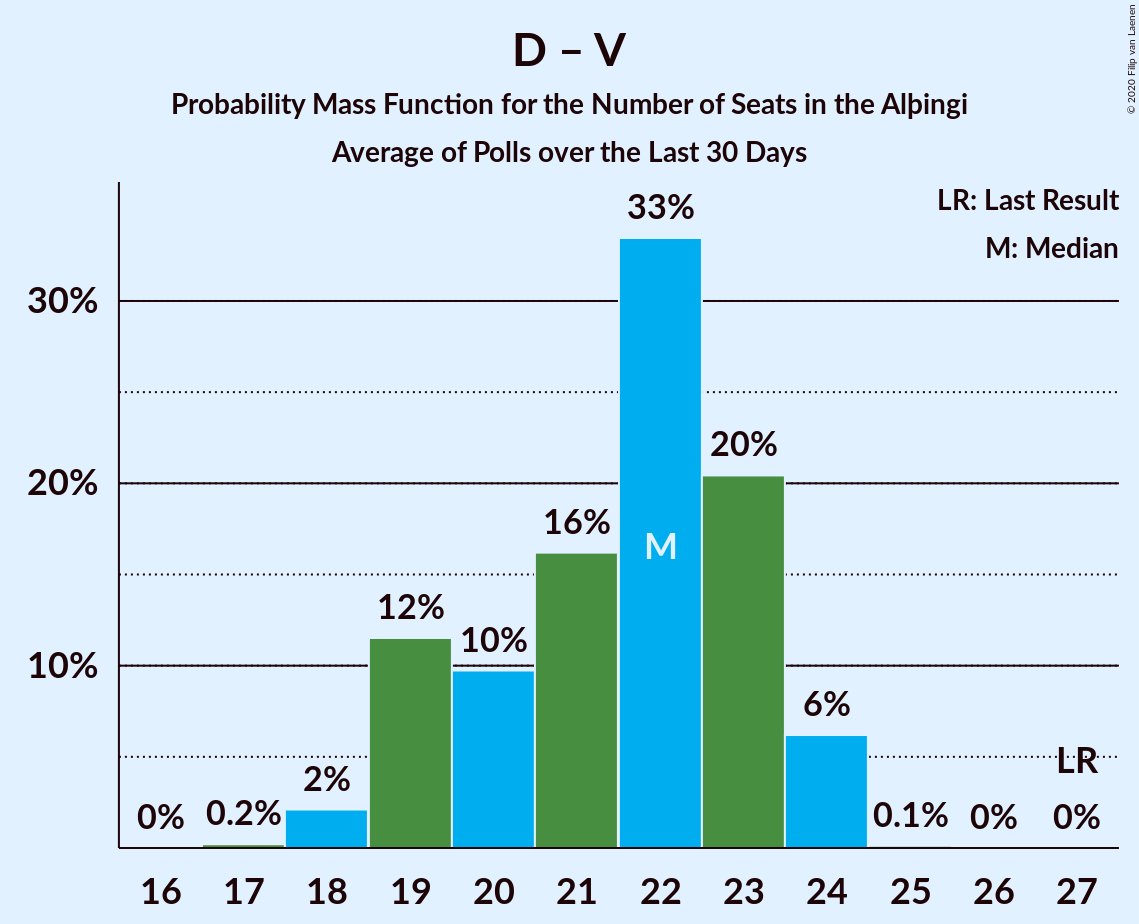 D – V
Probability Mass Function for the Number of Seats in the Alþingi
Average of Polls over the Last 30 Days
© 2020 Filip van Laenen
LR: Last Result
M: Median
33%
30%
20%
20%
16%
M
12%
10%
10%
6%
LR
2%
0%
0.2%
0.1%
0%
0%
16 17 18 19 20 21 22 23 24 25 26 27